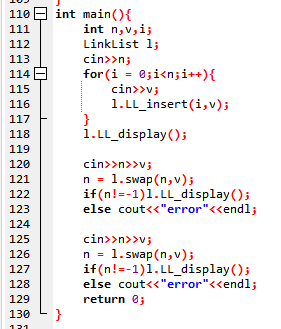 110 int main(){
111 int n,v,i;
112 LinkList l;
113 cin>>n;
114 for(i = 0;i<n;i++){
115 cin>>v;
116 l.LL_insert(i,v);
117 }
118 l.LL_display();
119
120 cin>>n>>v;
121 n = l.swap(n,v);
122 if(n!=-1)l.LL_display();
123 else cout<<"error"<<endl;
124
125 cin>>n>>v;
126 n = l.swap(n,v);
127 if(n!=-1)l.LL_display();
128 else cout<<"error"<<endl;
129 return 0;
130 }